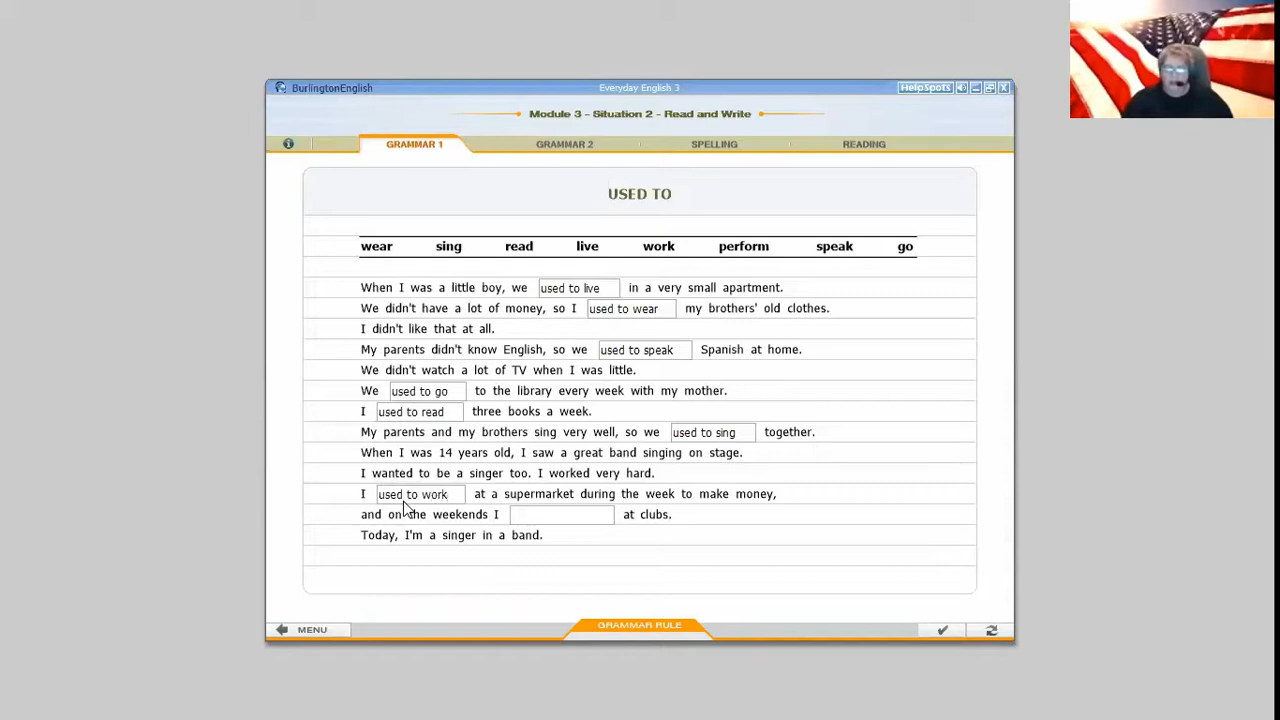 BurlingtonEnglish
Everyday English 3
HelpSpots
Module 3 - Situation 2 - Read and Write
GRAMMAR 1
GRAMMAR 2
SPELLING
READING
USED TO
wear sing read live work perform speak go
When I was a little boy, we used to live in a very small apartment.
We didn't have a lot of money, so I used to wear my brothers' old clothes.
I didn't like that at all.
My parents didn't know English, so we used to speak Spanish at home.
We didn't watch a lot of TV when I was little.
We used to go to the library every week with my mother.
I used to read three books a week.
My parents and my brothers sing very well, so we used to sing together.
When I was 14 years old, I saw a great band singing on stage.
I wanted to be a singer too. I worked very hard.
I used to work at a supermarket during the week to make money,
and on the weekends I at clubs.
Today, I'm a singer in a band.
MENU
GRAMMAR RULE